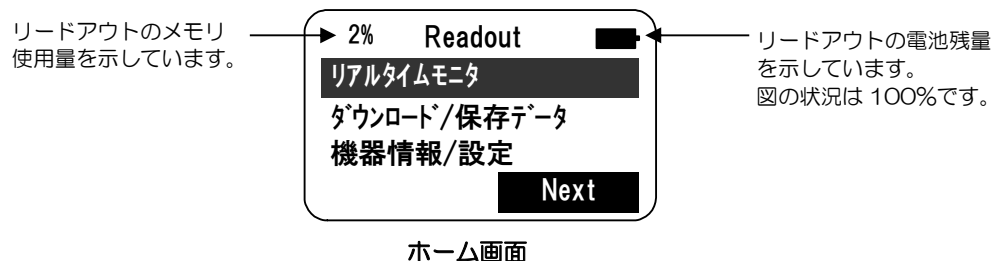 リードアウトのメモリ
使用量を示しています。
2% Readout
リアルタイムモニタ
ダウンロード/保存データ
機器情報/設定
Next
リードアウトの電池残量
を示しています。
図の状況は 100%です。
ホーム画面